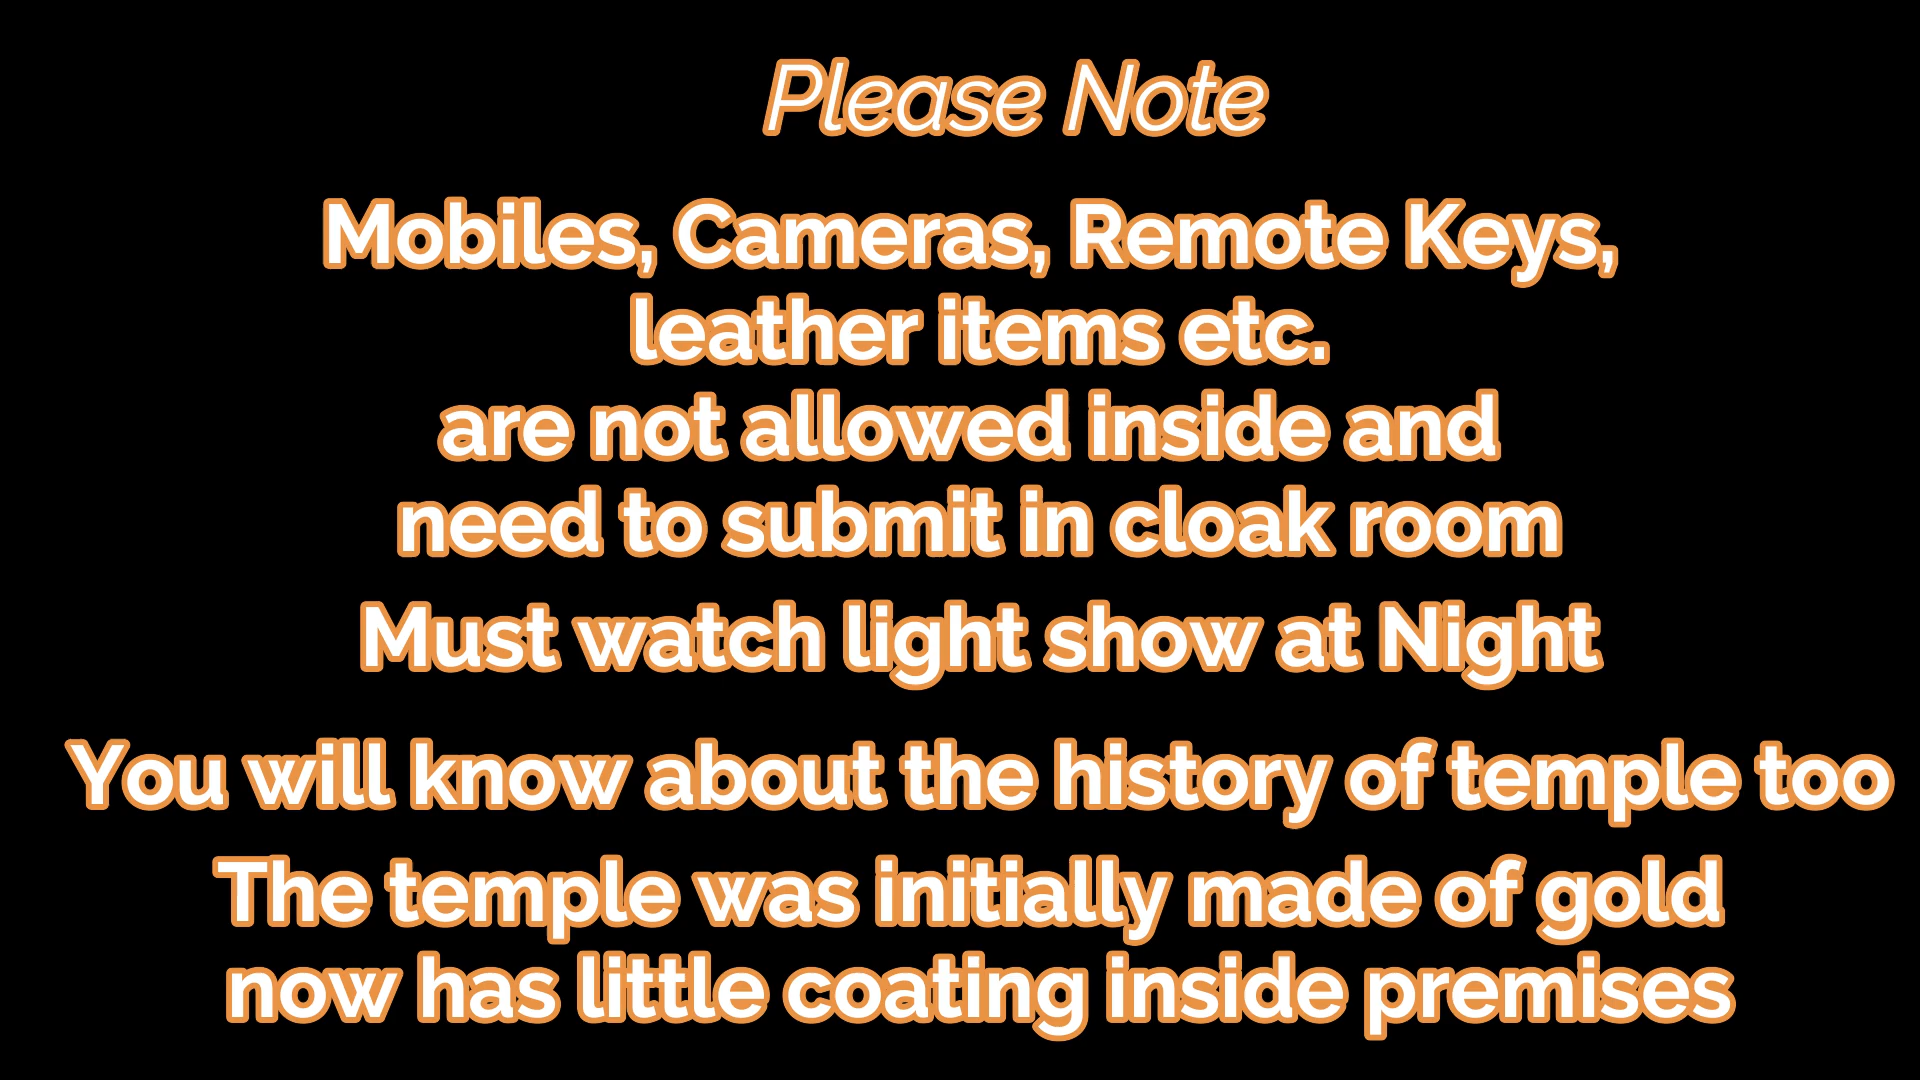 Please Note
Mobiles, Cameras, Remote Keys,
leather items etc.
are not allowed inside and
need to submit in cloak room
Must watch light show at Night
You will know about the history of temple too
The temple was initially made of gold
now has little coating inside premises